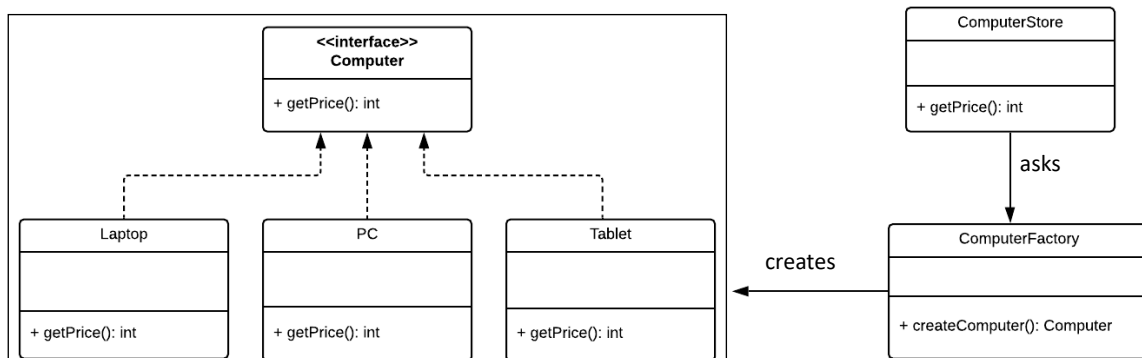 <<interface>>
Computer
+ getPrice(): int
Laptop
+ getPrice(): int
PC
+ getPrice(): int
Tablet
+ getPrice(): int
ComputerStore
+ getPrice(): int
asks
creates
ComputerFactory
+ createComputer(): Computer